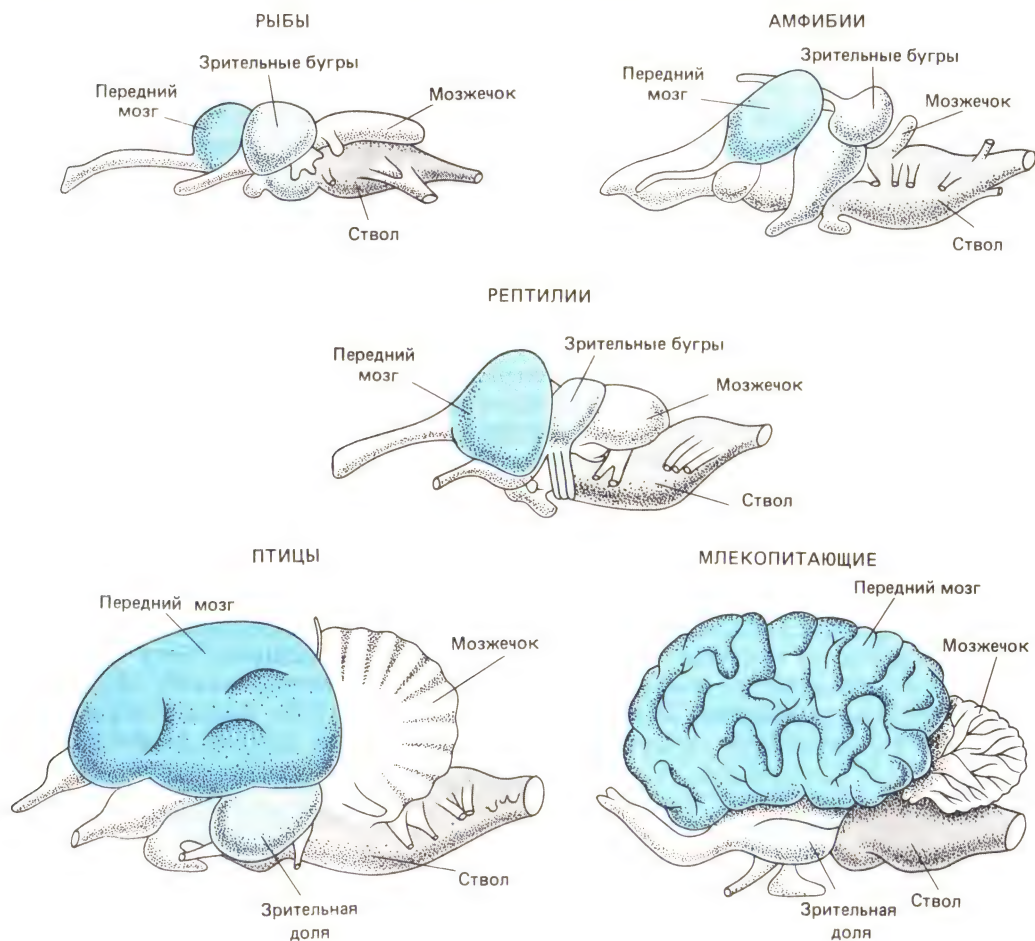 РЫБЫ
Зрительные бугры
Передний
мозг
Мозжечок
Ствол
АМФИБИИ
Зрительные бугры
Передний
мозг
Мозжечок
Ствол
РЕПТИЛИИ
Зрительные бугры
Передний
мозг
Мозжечок
Ствол
ПТИЦЫ
Передний мозг
Мозжечок
Ствол
Зрительная
доля
МЛЕКОПИТАЮЩИЕ
Передний мозг
Мозжечок
Ствол
Зрительная
доля